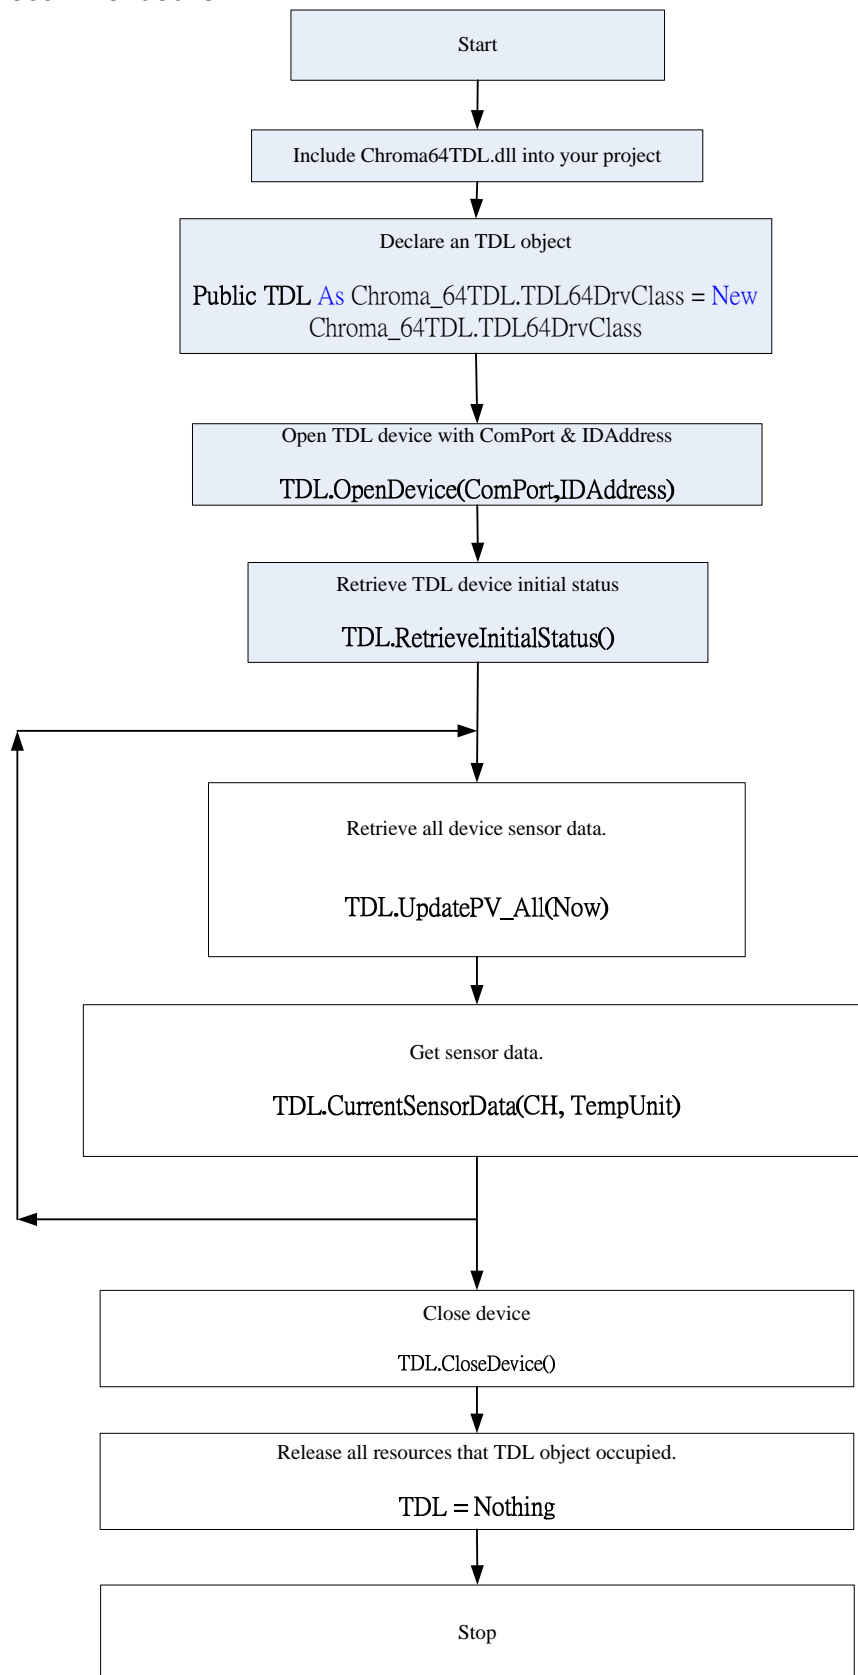 Start
Include Chroma64TDL.dll into your project
Declare an TDL object
Public TDL As Chroma_64TDL.TDL64DrvClass = New
Chroma_64TDL.TDL64DrvClass
Open TDL device with ComPort & IDAddress
TDL.OpenDevice(ComPort,IDAddress)
Retrieve TDL device initial status
TDL.RetrieveInitialStatus()
Retrieve all device sensor data.
TDL.UpdatePV_All(Now)
Get sensor data.
TDL.CurrentSensorData(CH, TempUnit)
Close device
TDL.CloseDevice()
Release all resources that TDL object occupied.
TDL = Nothing
Stop